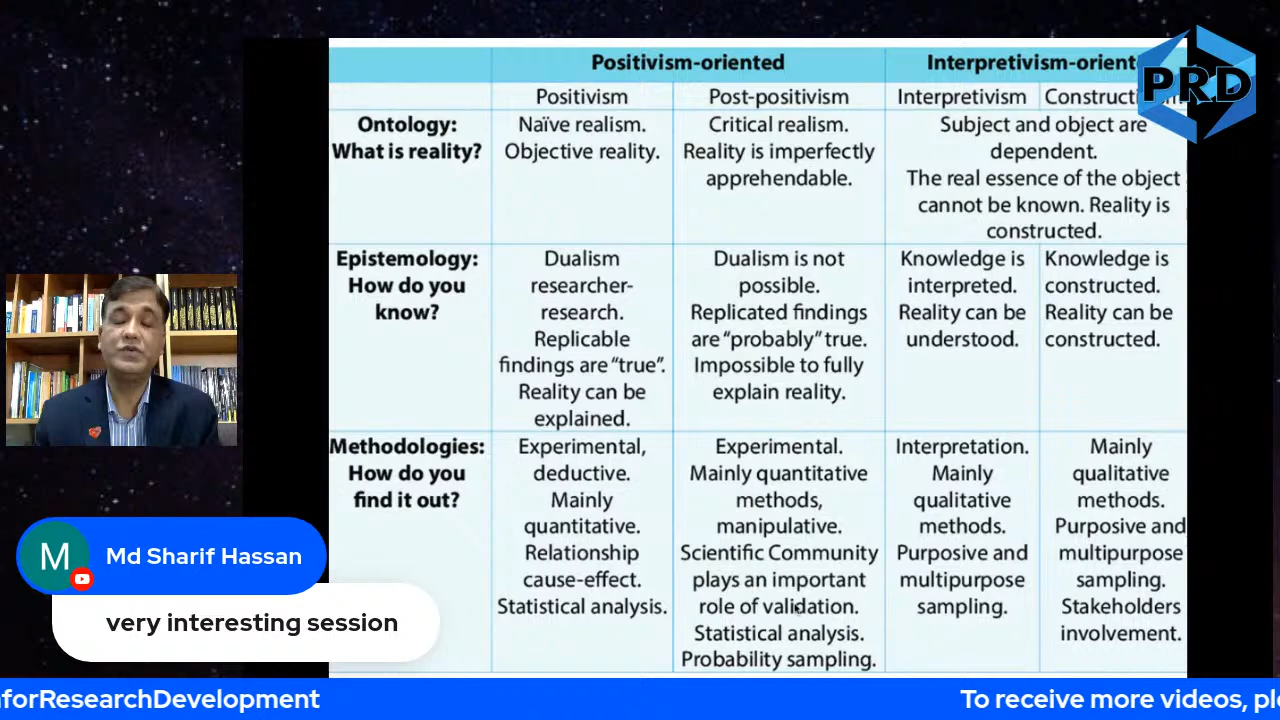 Positivism-oriented
Interpretivism-orient
PRD
Positivism
Post-positivism
Interpretivism
Constructi
Ontology:
What is reality?
Naïve realism.
Objective reality.
Critical realism.
Reality is imperfectly
apprehendable.
Subject and object are
dependent.
The real essence of the object
cannot be known. Reality is
constructed.
Epistemology:
How do you
know?
Dualism
researcher-
research.
Replicable
findings are “true”.
Reality can be
explained.
Dualism is not
possible.
Replicated findings
are “probably” true.
Impossible to fully
explain reality.
Knowledge is
interpreted.
Reality can be
understood.
Knowledge is
constructed.
Reality can be
constructed.
Methodologies:
How do you
find it out?
Experimental,
deductive.
Mainly
quantitative.
Relationship
cause-effect.
Statistical analysis.
Experimental.
Mainly quantitative
methods,
manipulative.
Scientific Community
plays an important
role of validation.
Statistical analysis.
Probability sampling.
Interpretation.
Mainly
qualitative
methods.
Purposive and
multipurpose
sampling.
Mainly
qualitative
methods.
Purposive and
multipurpose
sampling.
Stakeholders
involvement.
M
Md Sharif Hassan
very interesting session
forResearchDevelopment
To receive more videos, pl